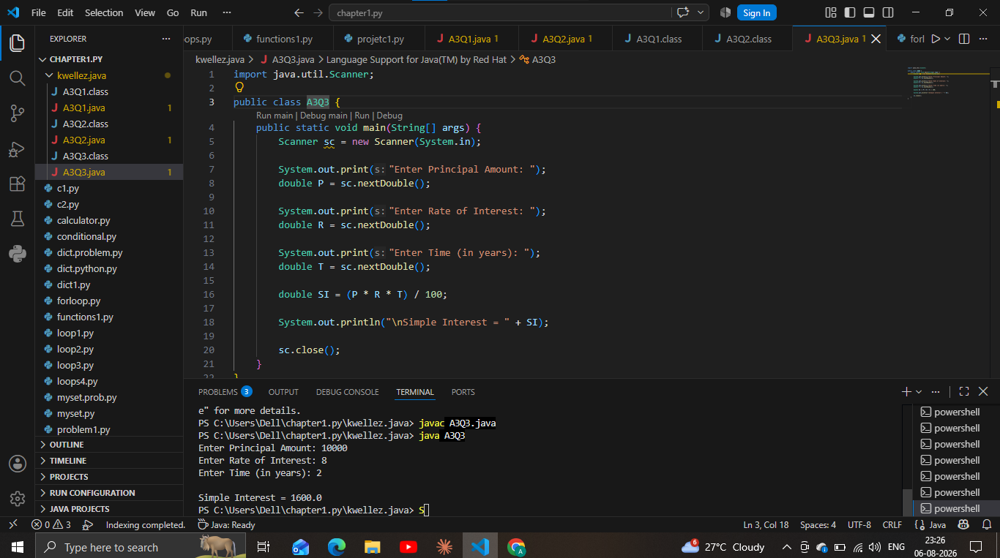 File Edit Selection View Go Run ··· chapter1.py Sign In
EXPLORER ···
ops.py functions1.py projetc1.py A3Q1.java 1 A3Q2.java 1 A3Q1.class A3Q2.class A3Q3.java 1 forl ···
kwellez.java > A3Q3.java > Language Support for Java(TM) by Red Hat > A3Q3
CHAPTER1.PY
kwellez.java
A3Q1.class
A3Q1.java 1
A3Q2.class
A3Q2.java 1
A3Q3.class
A3Q3.java 1
c1.py
c2.py
calculator.py
conditional.py
dict.problem.py
dict.python.py
dict1.py
forloop.py
functions1.py
loop1.py
loop2.py
loop3.py
loops4.py
myset.prob.py
myset.py
problem1.py
OUTLINE
TIMELINE
PROJECTS
RUN CONFIGURATION
JAVA PROJECTS
1 import java.util.Scanner;
2
3 public class A3Q3 {
Run main | Debug main | Run | Debug
4 public static void main(String[] args) {
5 Scanner sc = new Scanner(System.in);
6
7 System.out.print(s: "Enter Principal Amount: ");
8 double P = sc.nextDouble();
9
10 System.out.print(s: "Enter Rate of Interest: ");
11 double R = sc.nextDouble();
12
13 System.out.print(s: "Enter Time (in years): ");
14 double T = sc.nextDouble();
15
16 double SI = (P * R * T) / 100;
17
18 System.out.println("\nSimple Interest = " + SI);
19
20 sc.close();
21 }
22 }
PROBLEMS 3 OUTPUT DEBUG CONSOLE TERMINAL PORTS ···
e" for more details.
PS C:\Users\Dell\chapter1.py\kwellez.java> javac A3Q3.java
PS C:\Users\Dell\chapter1.py\kwellez.java> java A3Q3
Enter Principal Amount: 10000
Enter Rate of Interest: 8
Enter Time (in years): 2
Simple Interest = 1600.0
PS C:\Users\Dell\chapter1.py\kwellez.java> S
powershell
powershell
powershell
powershell
powershell
powershell
powershell
0 3 Indexing completed. Java: Ready Ln 3, Col 18 Spaces: 4 UTF-8 CRLF {} Java
Type here to search 6 27°C Cloudy ENG 23:26
06-08-2026